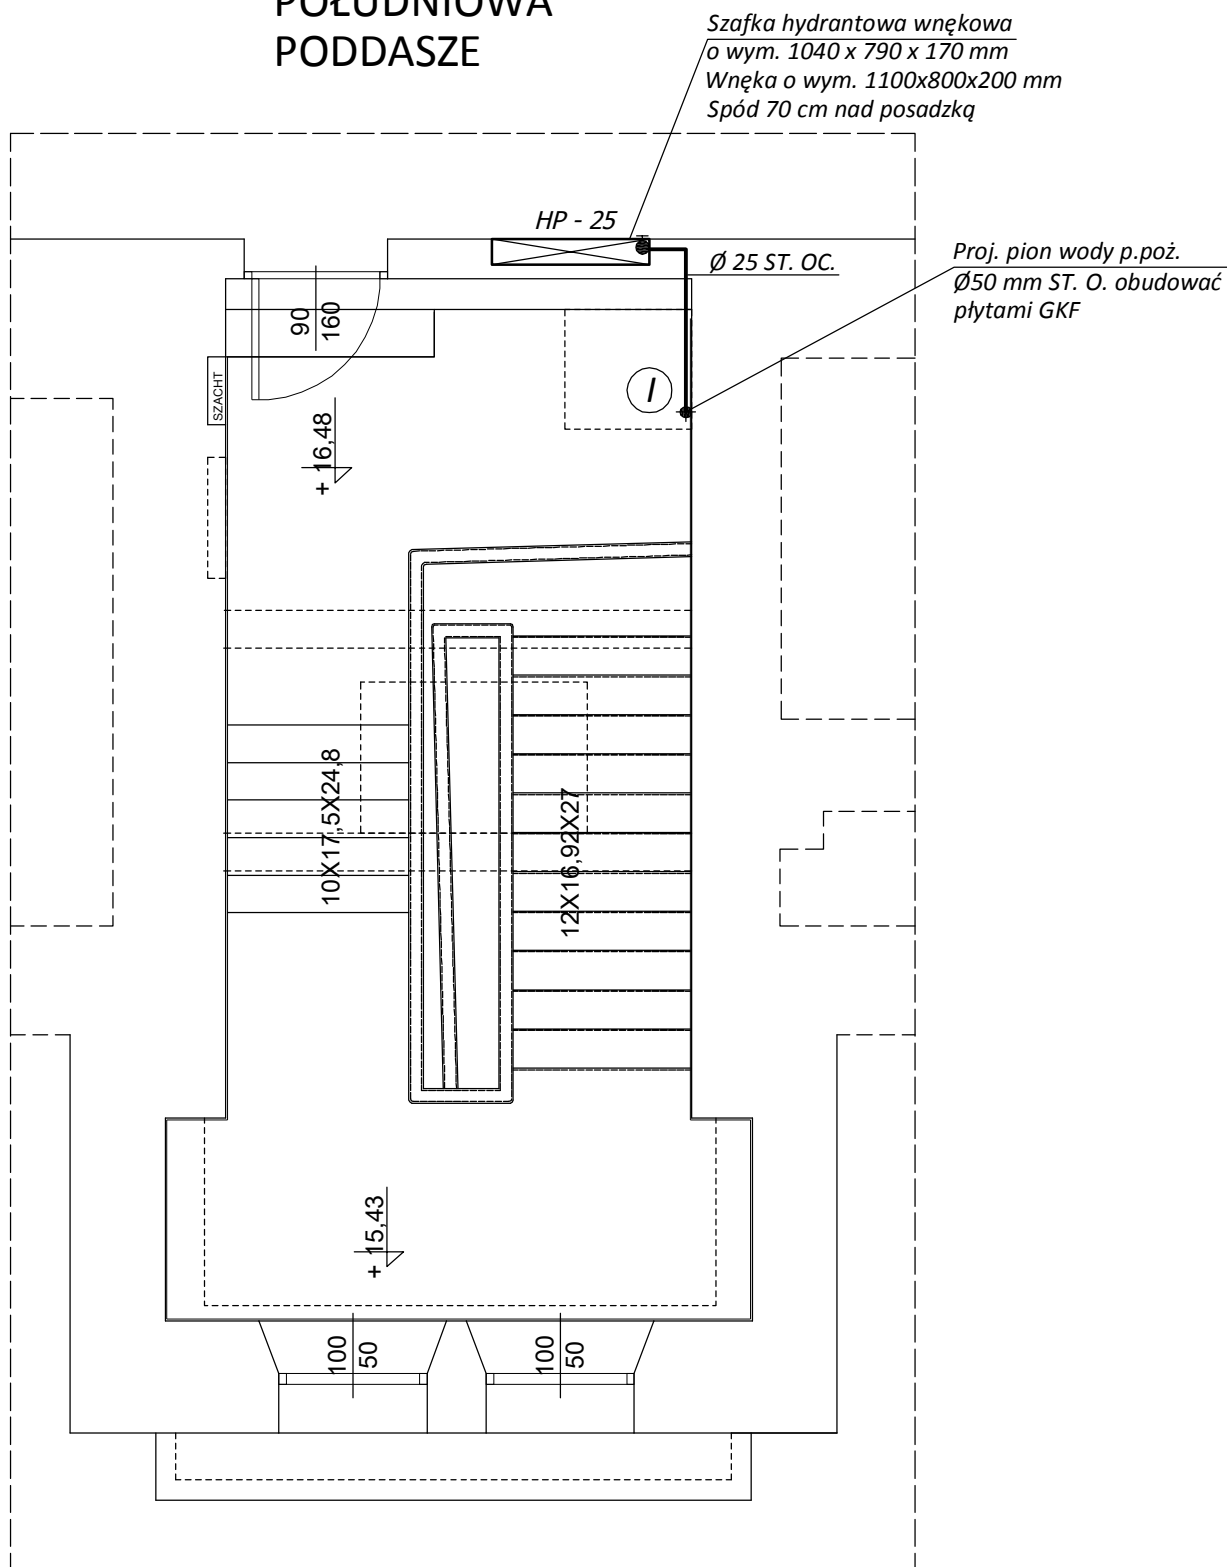 POŁUDNIOWA
PODDASZE
Szafka hydrantowa wnękowa
o wym. 1040 x 790 x 170 mm
Wnęka o wym. 1100x800x200 mm
Spód 70 cm nad posadzką
HP - 25
Ø 25 ST. OC.
Proj. pion wody p.poż.
Ø50 mm ST. O. obudować
płytami GKF
90
160
SZACHT
I
+ 16,48
10X17,5X24,8
12X16,92X27
+ 15,43
100
50
100
50